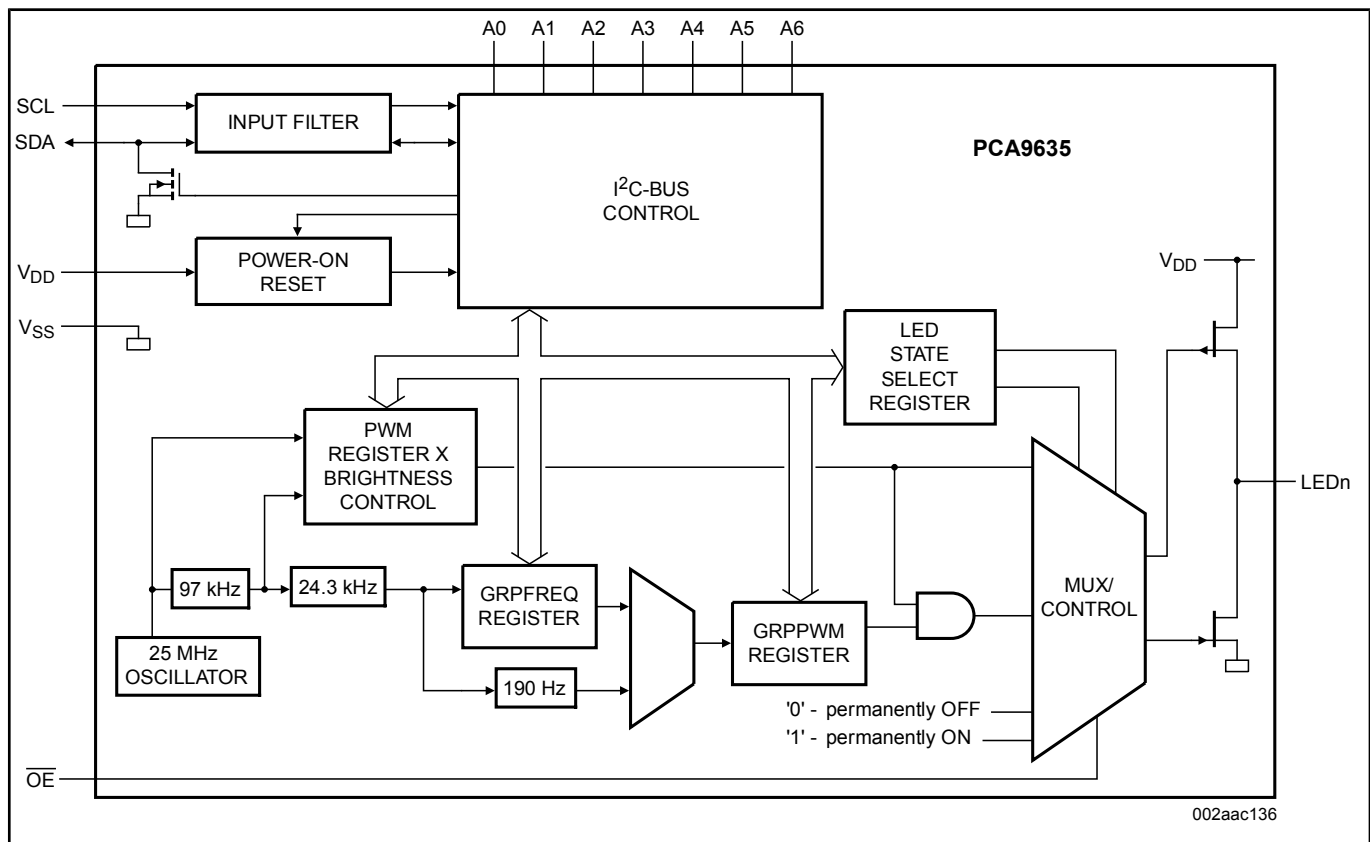 A0 A1 A2 A3 A4 A5 A6
SCL
INPUT FILTER
SDA
PCA9635
I2C-BUS
CONTROL
VDD
POWER-ON
RESET
VDD
VSS
LED
STATE
SELECT
REGISTER
PWM
REGISTER X
BRIGHTNESS
CONTROL
LEDn
97 kHz
24.3 kHz
GRPFREQ
REGISTER
MUX/
CONTROL
GRPPWM
REGISTER
25 MHz
OSCILLATOR
190 Hz
'0' - permanently OFF
'1' - permanently ON
OE
002aac136